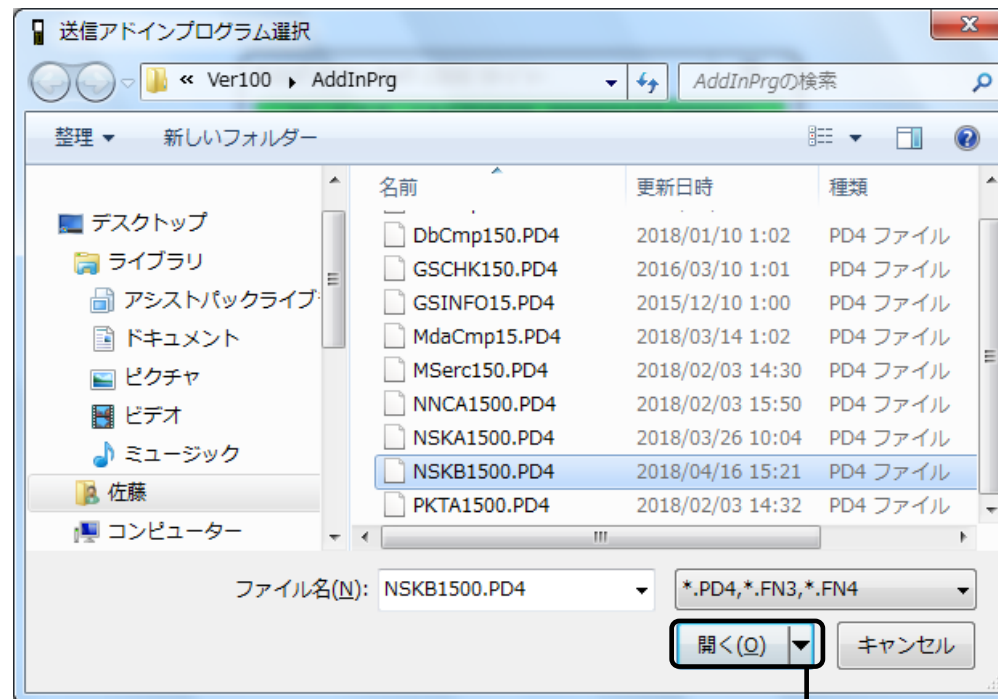 送信アドインプログラム選択
« Ver100 ▸ AddInPrg
AddInPrgの検索
整理 ▼ 新しいフォルダー
デスクトップ
ライブラリ
アシストパックライブ
ドキュメント
ピクチャ
ビデオ
ミュージック
佐藤
コンピューター
名前 更新日時 種類
DbCmp150.PD4 2018/01/10 1:02 PD4 ファイル
GSCHK150.PD4 2016/03/10 1:01 PD4 ファイル
GSINFO15.PD4 2015/12/10 1:00 PD4 ファイル
MdaCmp15.PD4 2018/03/14 1:02 PD4 ファイル
MSerc150.PD4 2018/02/03 14:30 PD4 ファイル
NNCA1500.PD4 2018/02/03 15:50 PD4 ファイル
NSKA1500.PD4 2018/03/26 10:04 PD4 ファイル
NSKB1500.PD4 2018/04/16 15:21 PD4 ファイル
PKTA1500.PD4 2018/02/03 14:32 PD4 ファイル
ファイル名(N): NSKB1500.PD4 *.PD4,*.FN3,*.FN4
開く(O) キャンセル